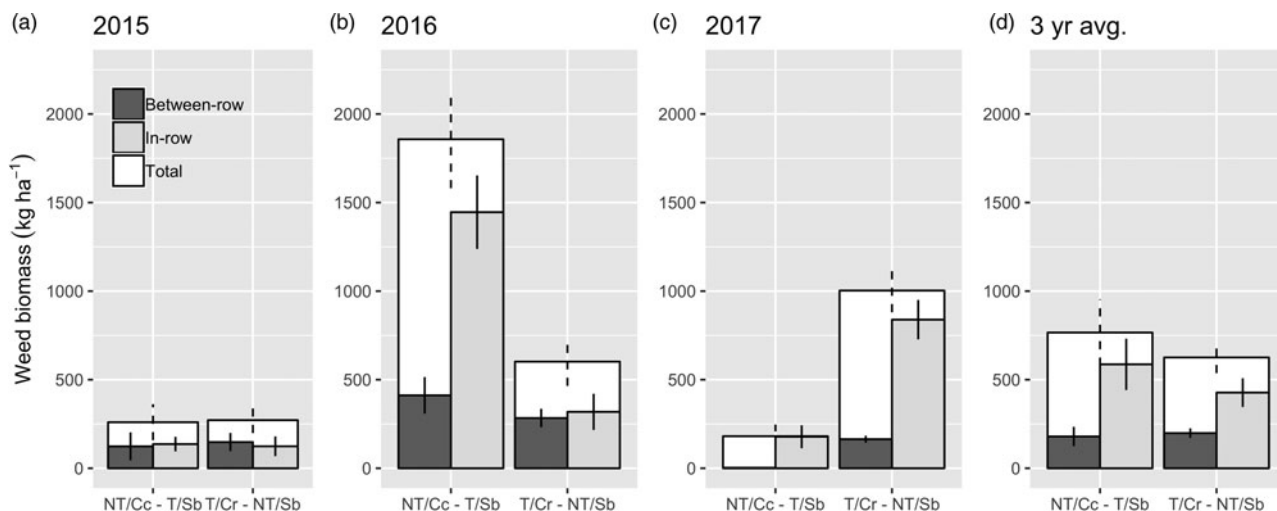 (a) 2015
(b) 2016
(c) 2017
(d) 3 yr avg.
Weed biomass (kg ha⁻¹)
2000
1500
1000
500
0
Between-row
In-row
Total
NT/Cc - T/Sb T/Cr - NT/Sb
2000
1500
1000
500
0
NT/Cc - T/Sb T/Cr - NT/Sb
2000
1500
1000
500
0
NT/Cc - T/Sb T/Cr - NT/Sb
2000
1500
1000
500
0
NT/Cc - T/Sb T/Cr - NT/Sb